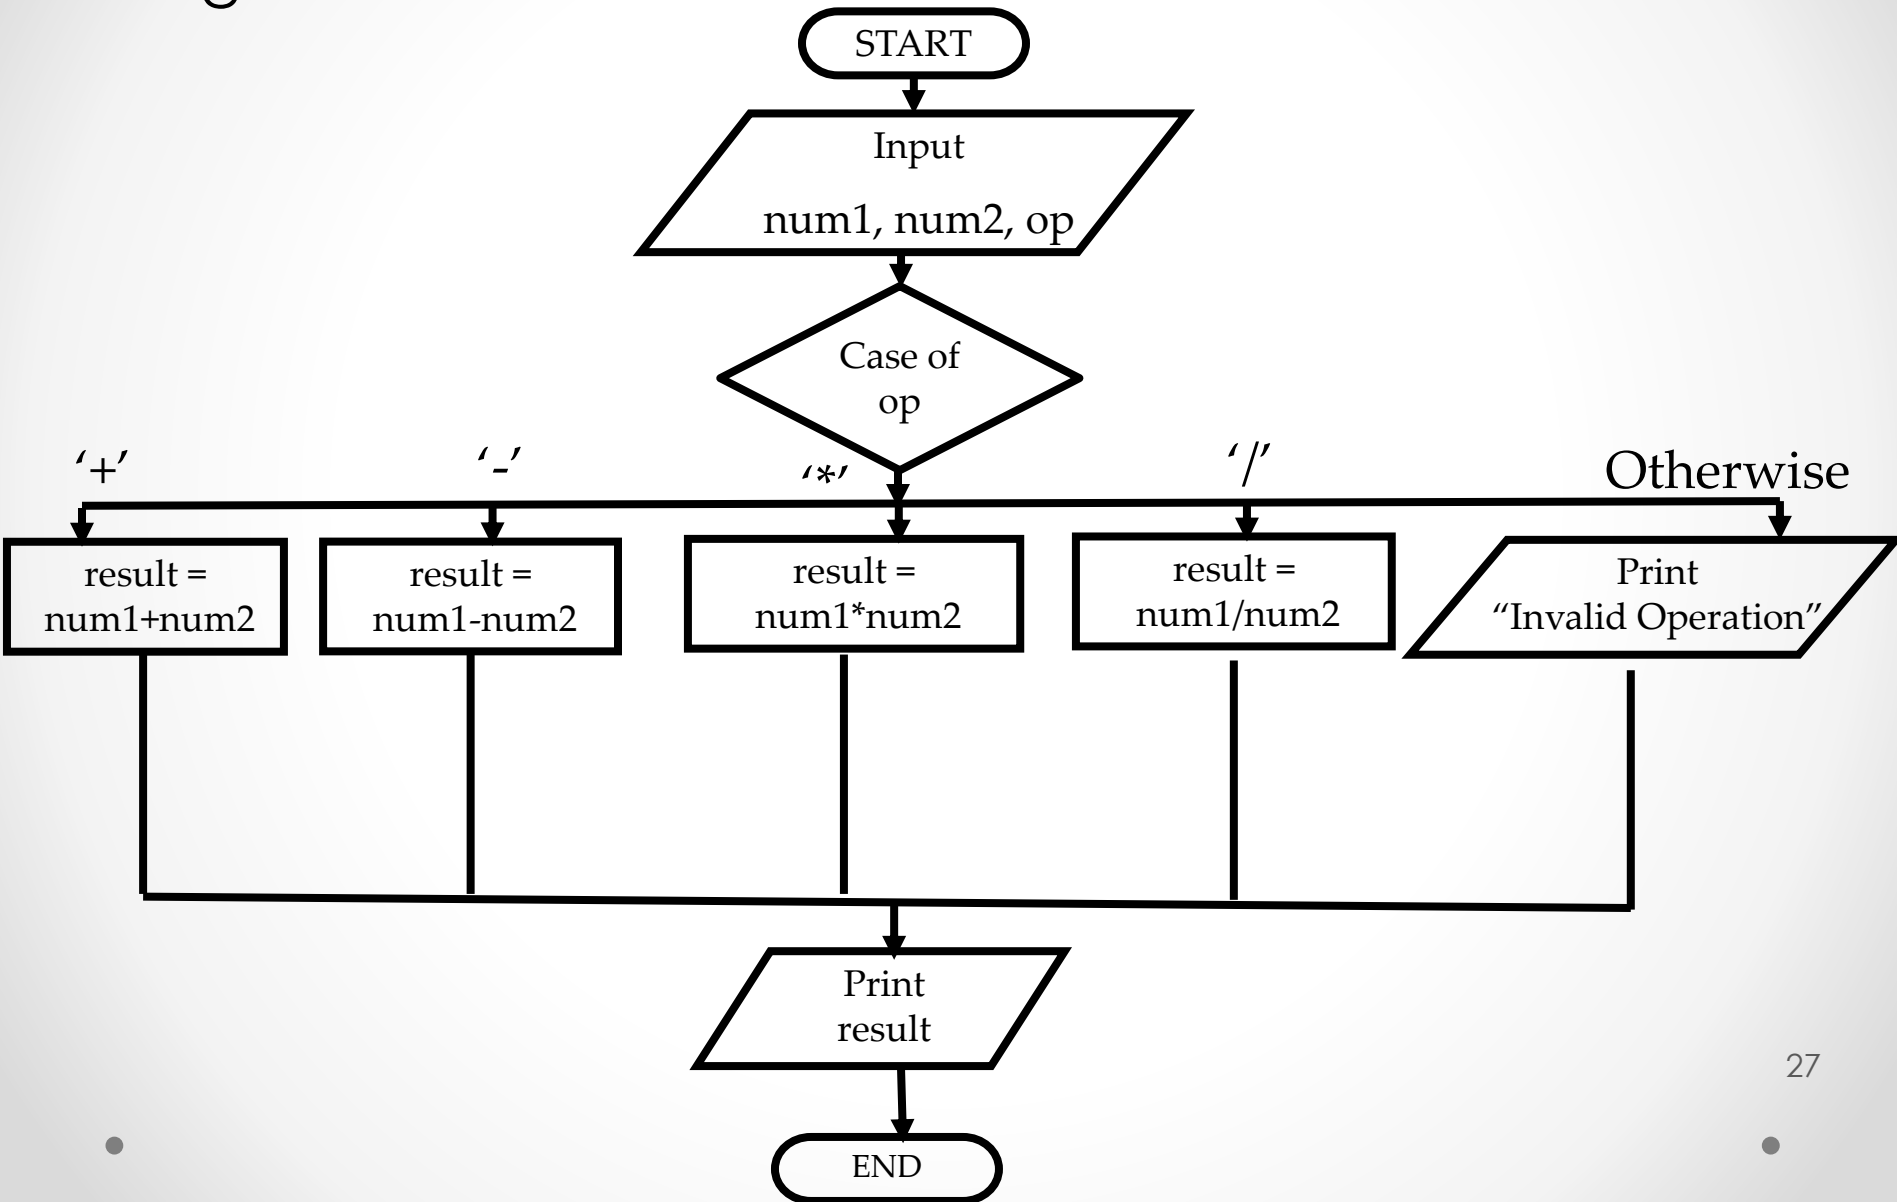 START
Input
num1, num2, op
Case of
op
‘+’
‘-’
‘*’
‘/’
Otherwise
result =
num1+num2
result =
num1-num2
result =
num1*num2
result =
num1/num2
Print
“Invalid Operation”
Print
result
27
END